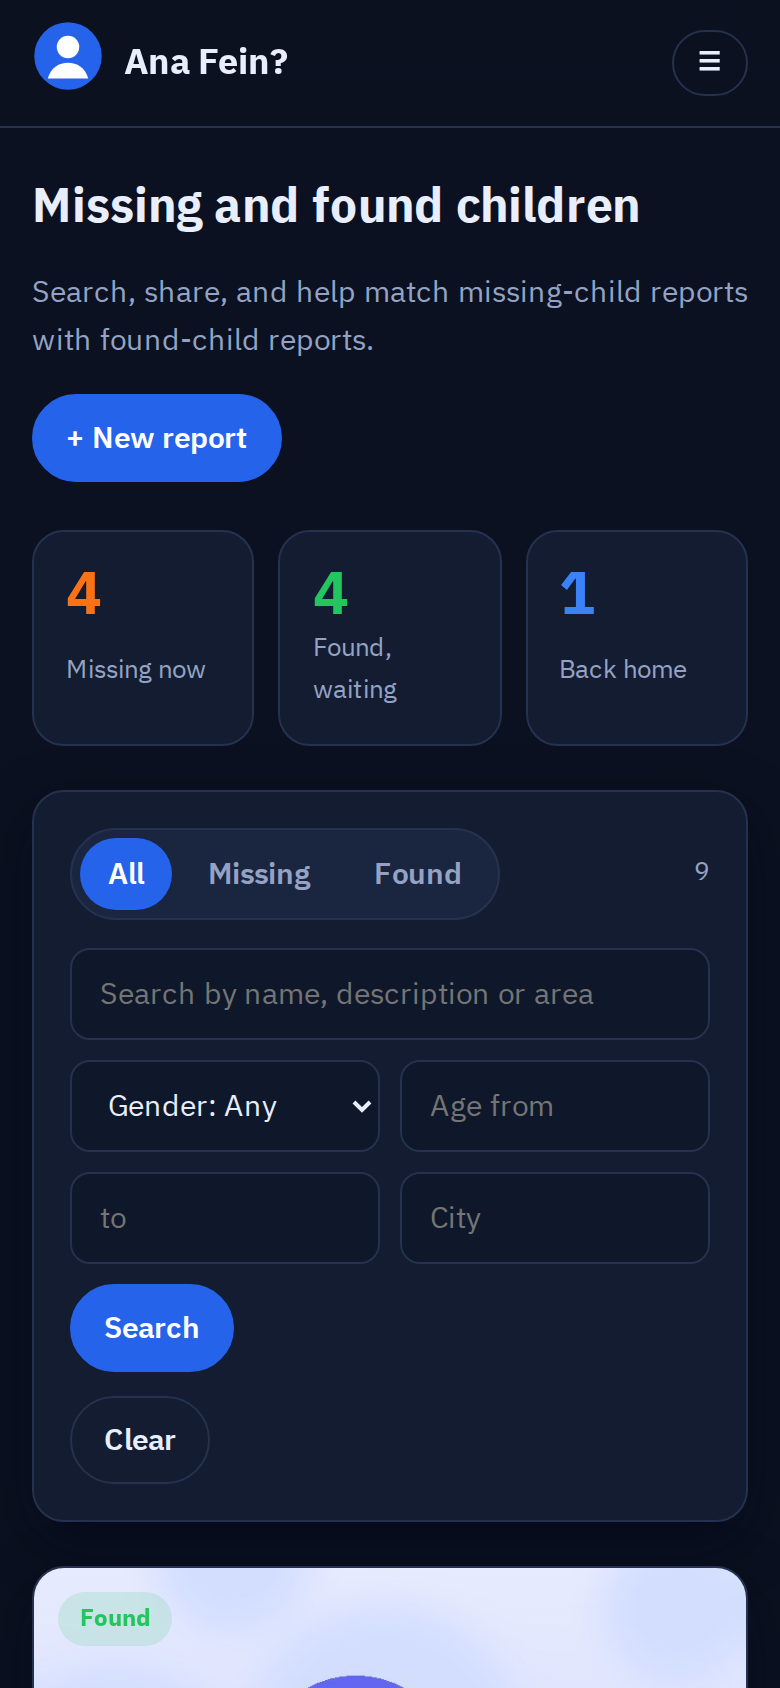 Ana Fein?
☰
Missing and found children
Search, share, and help match missing-child reports
with found-child reports.
+ New report
4
Missing now
4
Found,
waiting
1
Back home
All Missing Found 9
Search by name, description or area
Gender: Any
Age from
to
City
Search
Clear
Found